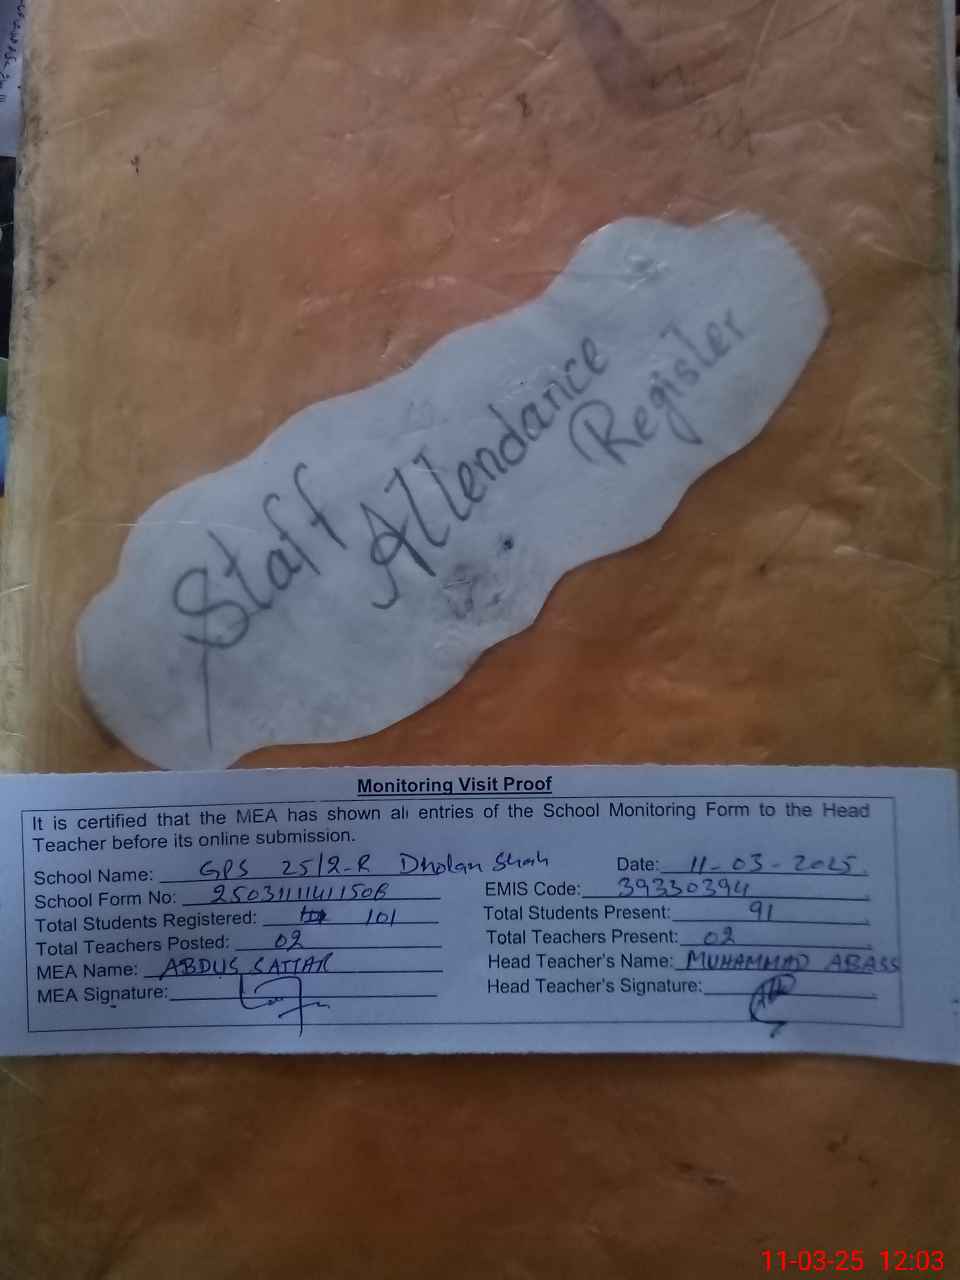 Staff
Attendance
Register
Monitoring Visit Proof
It is certified that the MEA has shown all entries of the School Monitoring Form to the Head
Teacher before its online submission.
School Name: GPS 25/2-R Dholan Shah
Date: 11-03-2025
School Form No:
EMIS Code: 39330394
Total Students Registered: 101
Total Students Present: 91
Total Teachers Posted: 02
Total Teachers Present: 02
MEA Name: ABDUS SATTAR
Head Teacher's Name: MUHAMMAD ABASS
MEA Signature:
Head Teacher's Signature:
11-03-25 12:03